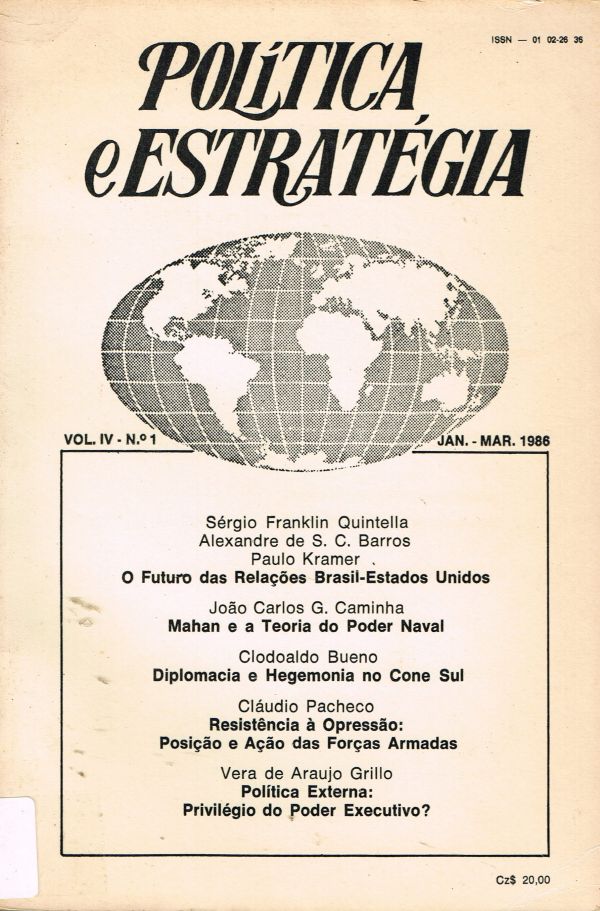 ISSN — 01 02-26 36
POLÍTICA
e ESTRATÉGIA
VOL. IV - N.º 1
JAN. - MAR. 1986
Sérgio Franklin Quintella
Alexandre de S. C. Barros
Paulo Kramer
O Futuro das Relações Brasil-Estados Unidos
João Carlos G. Caminha
Mahan e a Teoria do Poder Naval
Clodoaldo Bueno
Diplomacia e Hegemonia no Cone Sul
Cláudio Pacheco
Resistência à Opressão:
Posição e Ação das Forças Armadas
Vera de Araujo Grillo
Política Externa:
Privilégio do Poder Executivo?
Cz$ 20,00